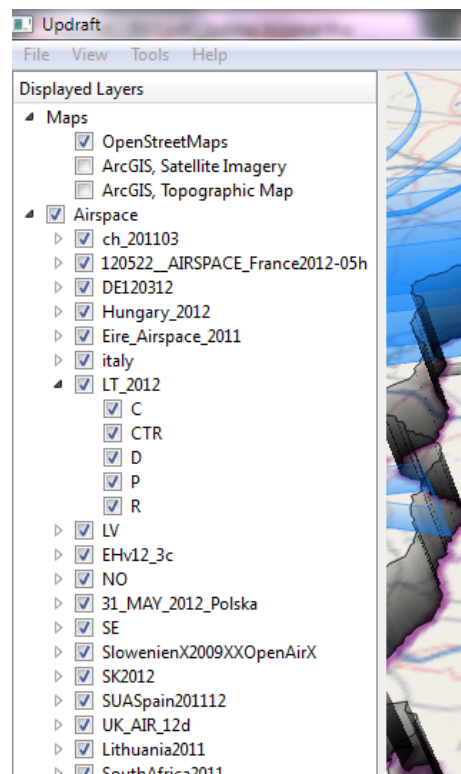 Updraft
File View Tools Help
Displayed Layers
Maps
OpenStreetMaps
ArcGIS, Satellite Imagery
ArcGIS, Topographic Map
Airspace
ch_201103
120522__AIRSPACE_France2012-05h
DE120312
Hungary_2012
Eire_Airspace_2011
italy
LT_2012
C
CTR
D
P
R
LV
EHv12_3c
NO
31_MAY_2012_Polska
SE
SlowenienX2009XXOpenAirX
SK2012
SUASpain201112
UK_AIR_12d
Lithuania2011
SouthAfrica2011